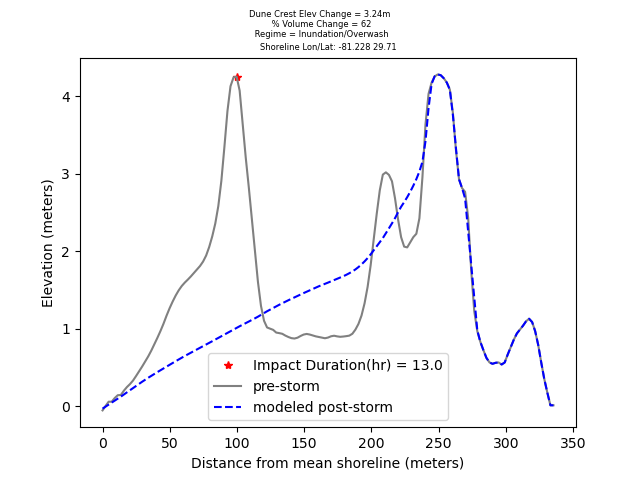 Dune Crest Elev Change = 3.24m
% Volume Change = 62
Regime = Inundation/Overwash
Shoreline Lon/Lat: -81.228 29.71
Elevation (meters)
4
3
2
1
0
Impact Duration(hr) = 13.0
pre-storm
modeled post-storm
0 50 100 150 200 250 300 350
Distance from mean shoreline (meters)